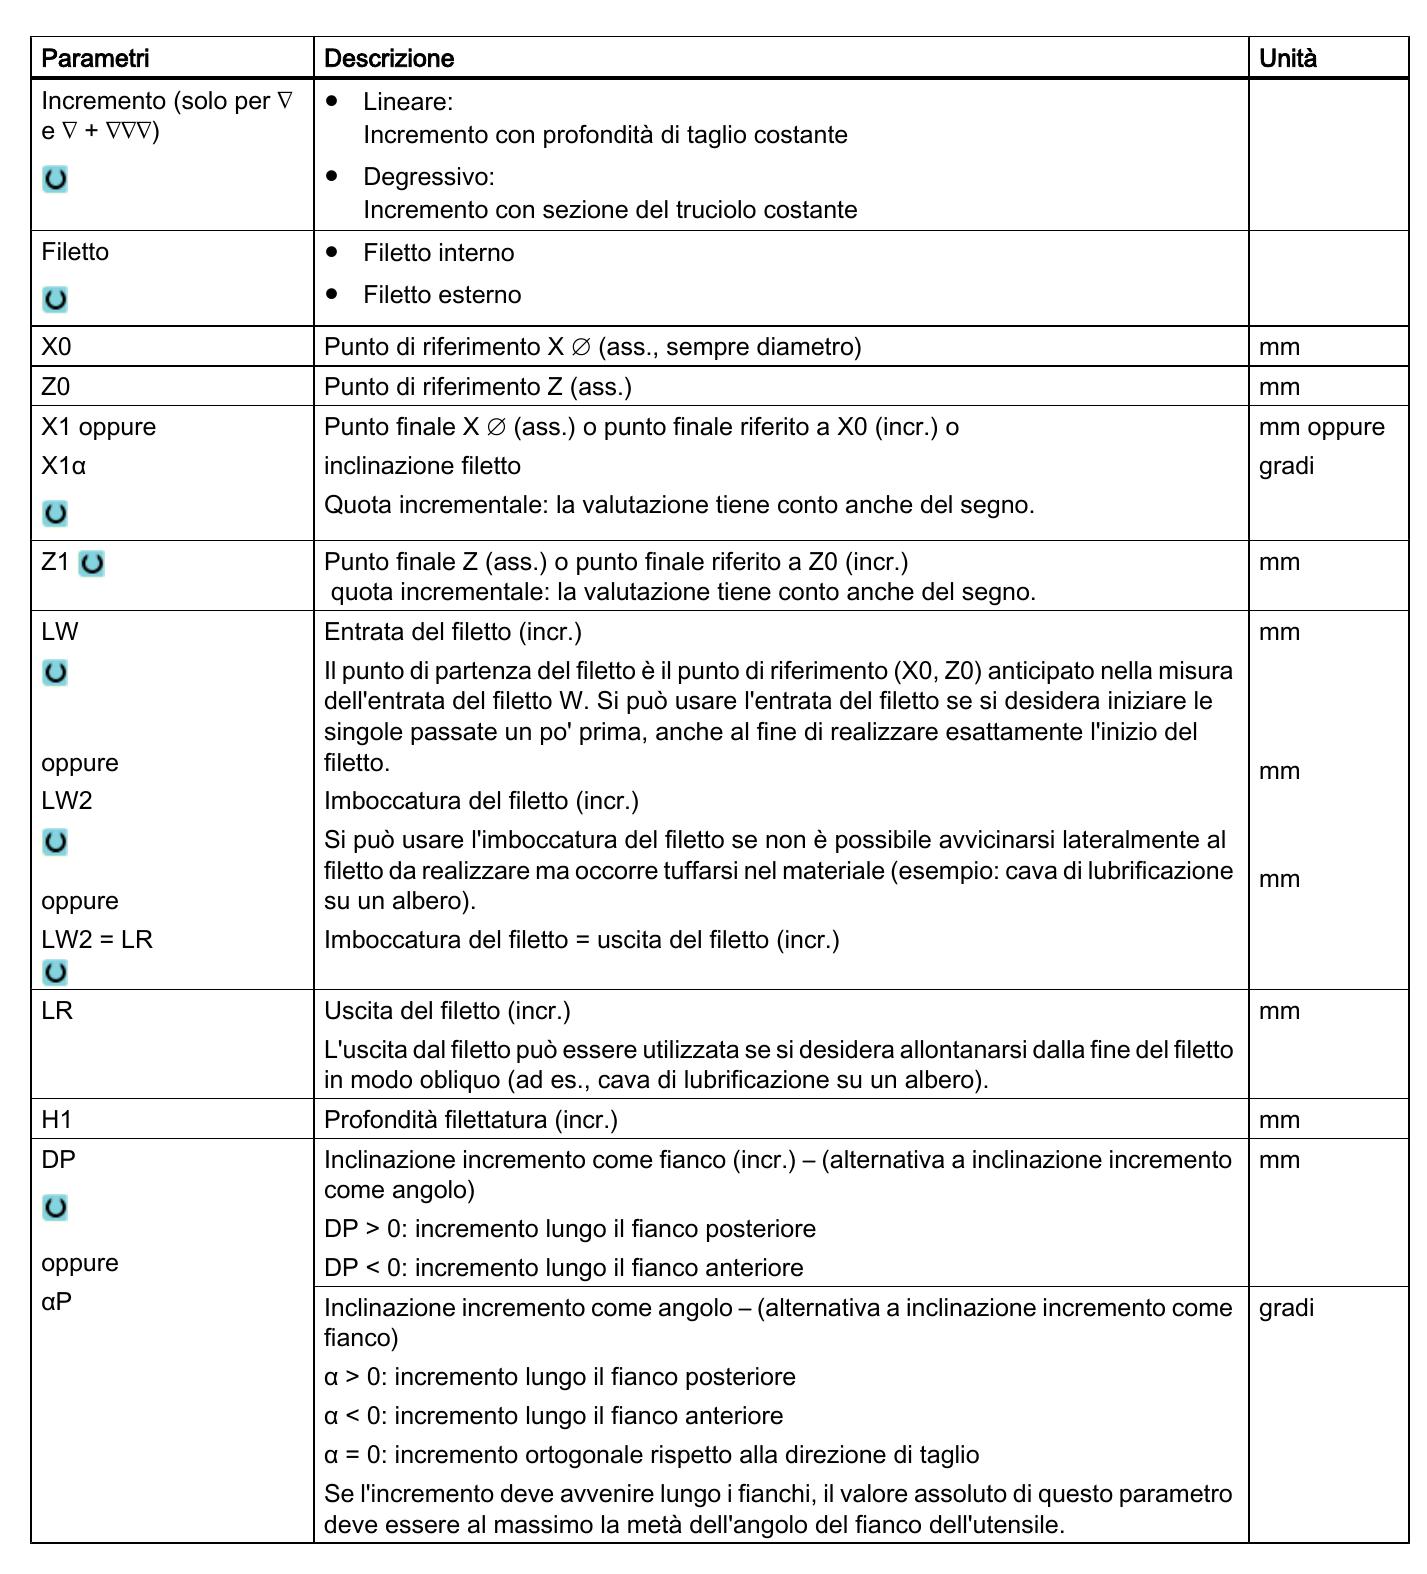 Parametri Descrizione Unità
Incremento (solo per ∇
e ∇ + ∇∇∇)
● Lineare:
Incremento con profondità di taglio costante
● Degressivo:
Incremento con sezione del truciolo costante
Filetto
● Filetto interno
● Filetto esterno
X0 Punto di riferimento X ∅ (ass., sempre diametro) mm
Z0 Punto di riferimento Z (ass.) mm
X1 oppure Punto finale X ∅ (ass.) o punto finale riferito a X0 (incr.) o mm oppure
X1α inclinazione filetto gradi
Quota incrementale: la valutazione tiene conto anche del segno.
Z1 Punto finale Z (ass.) o punto finale riferito a Z0 (incr.) mm
quota incrementale: la valutazione tiene conto anche del segno.
LW Entrata del filetto (incr.) mm
Il punto di partenza del filetto è il punto di riferimento (X0, Z0) anticipato nella misura
dell'entrata del filetto W. Si può usare l'entrata del filetto se si desidera iniziare le
singole passate un po' prima, anche al fine di realizzare esattamente l'inizio del
oppure filetto. mm
LW2 Imboccatura del filetto (incr.)
Si può usare l'imboccatura del filetto se non è possibile avvicinarsi lateralmente al
filetto da realizzare ma occorre tuffarsi nel materiale (esempio: cava di lubrificazione mm
oppure su un albero).
LW2 = LR Imboccatura del filetto = uscita del filetto (incr.)
LR Uscita del filetto (incr.) mm
L'uscita dal filetto può essere utilizzata se si desidera allontanarsi dalla fine del filetto
in modo obliquo (ad es., cava di lubrificazione su un albero).
H1 Profondità filettatura (incr.) mm
DP Inclinazione incremento come fianco (incr.) – (alternativa a inclinazione incremento mm
come angolo)
DP > 0: incremento lungo il fianco posteriore
oppure DP < 0: incremento lungo il fianco anteriore
αP Inclinazione incremento come angolo – (alternativa a inclinazione incremento come gradi
fianco)
α > 0: incremento lungo il fianco posteriore
α < 0: incremento lungo il fianco anteriore
α = 0: incremento ortogonale rispetto alla direzione di taglio
Se l'incremento deve avvenire lungo i fianchi, il valore assoluto di questo parametro
deve essere al massimo la metà dell'angolo del fianco dell'utensile.